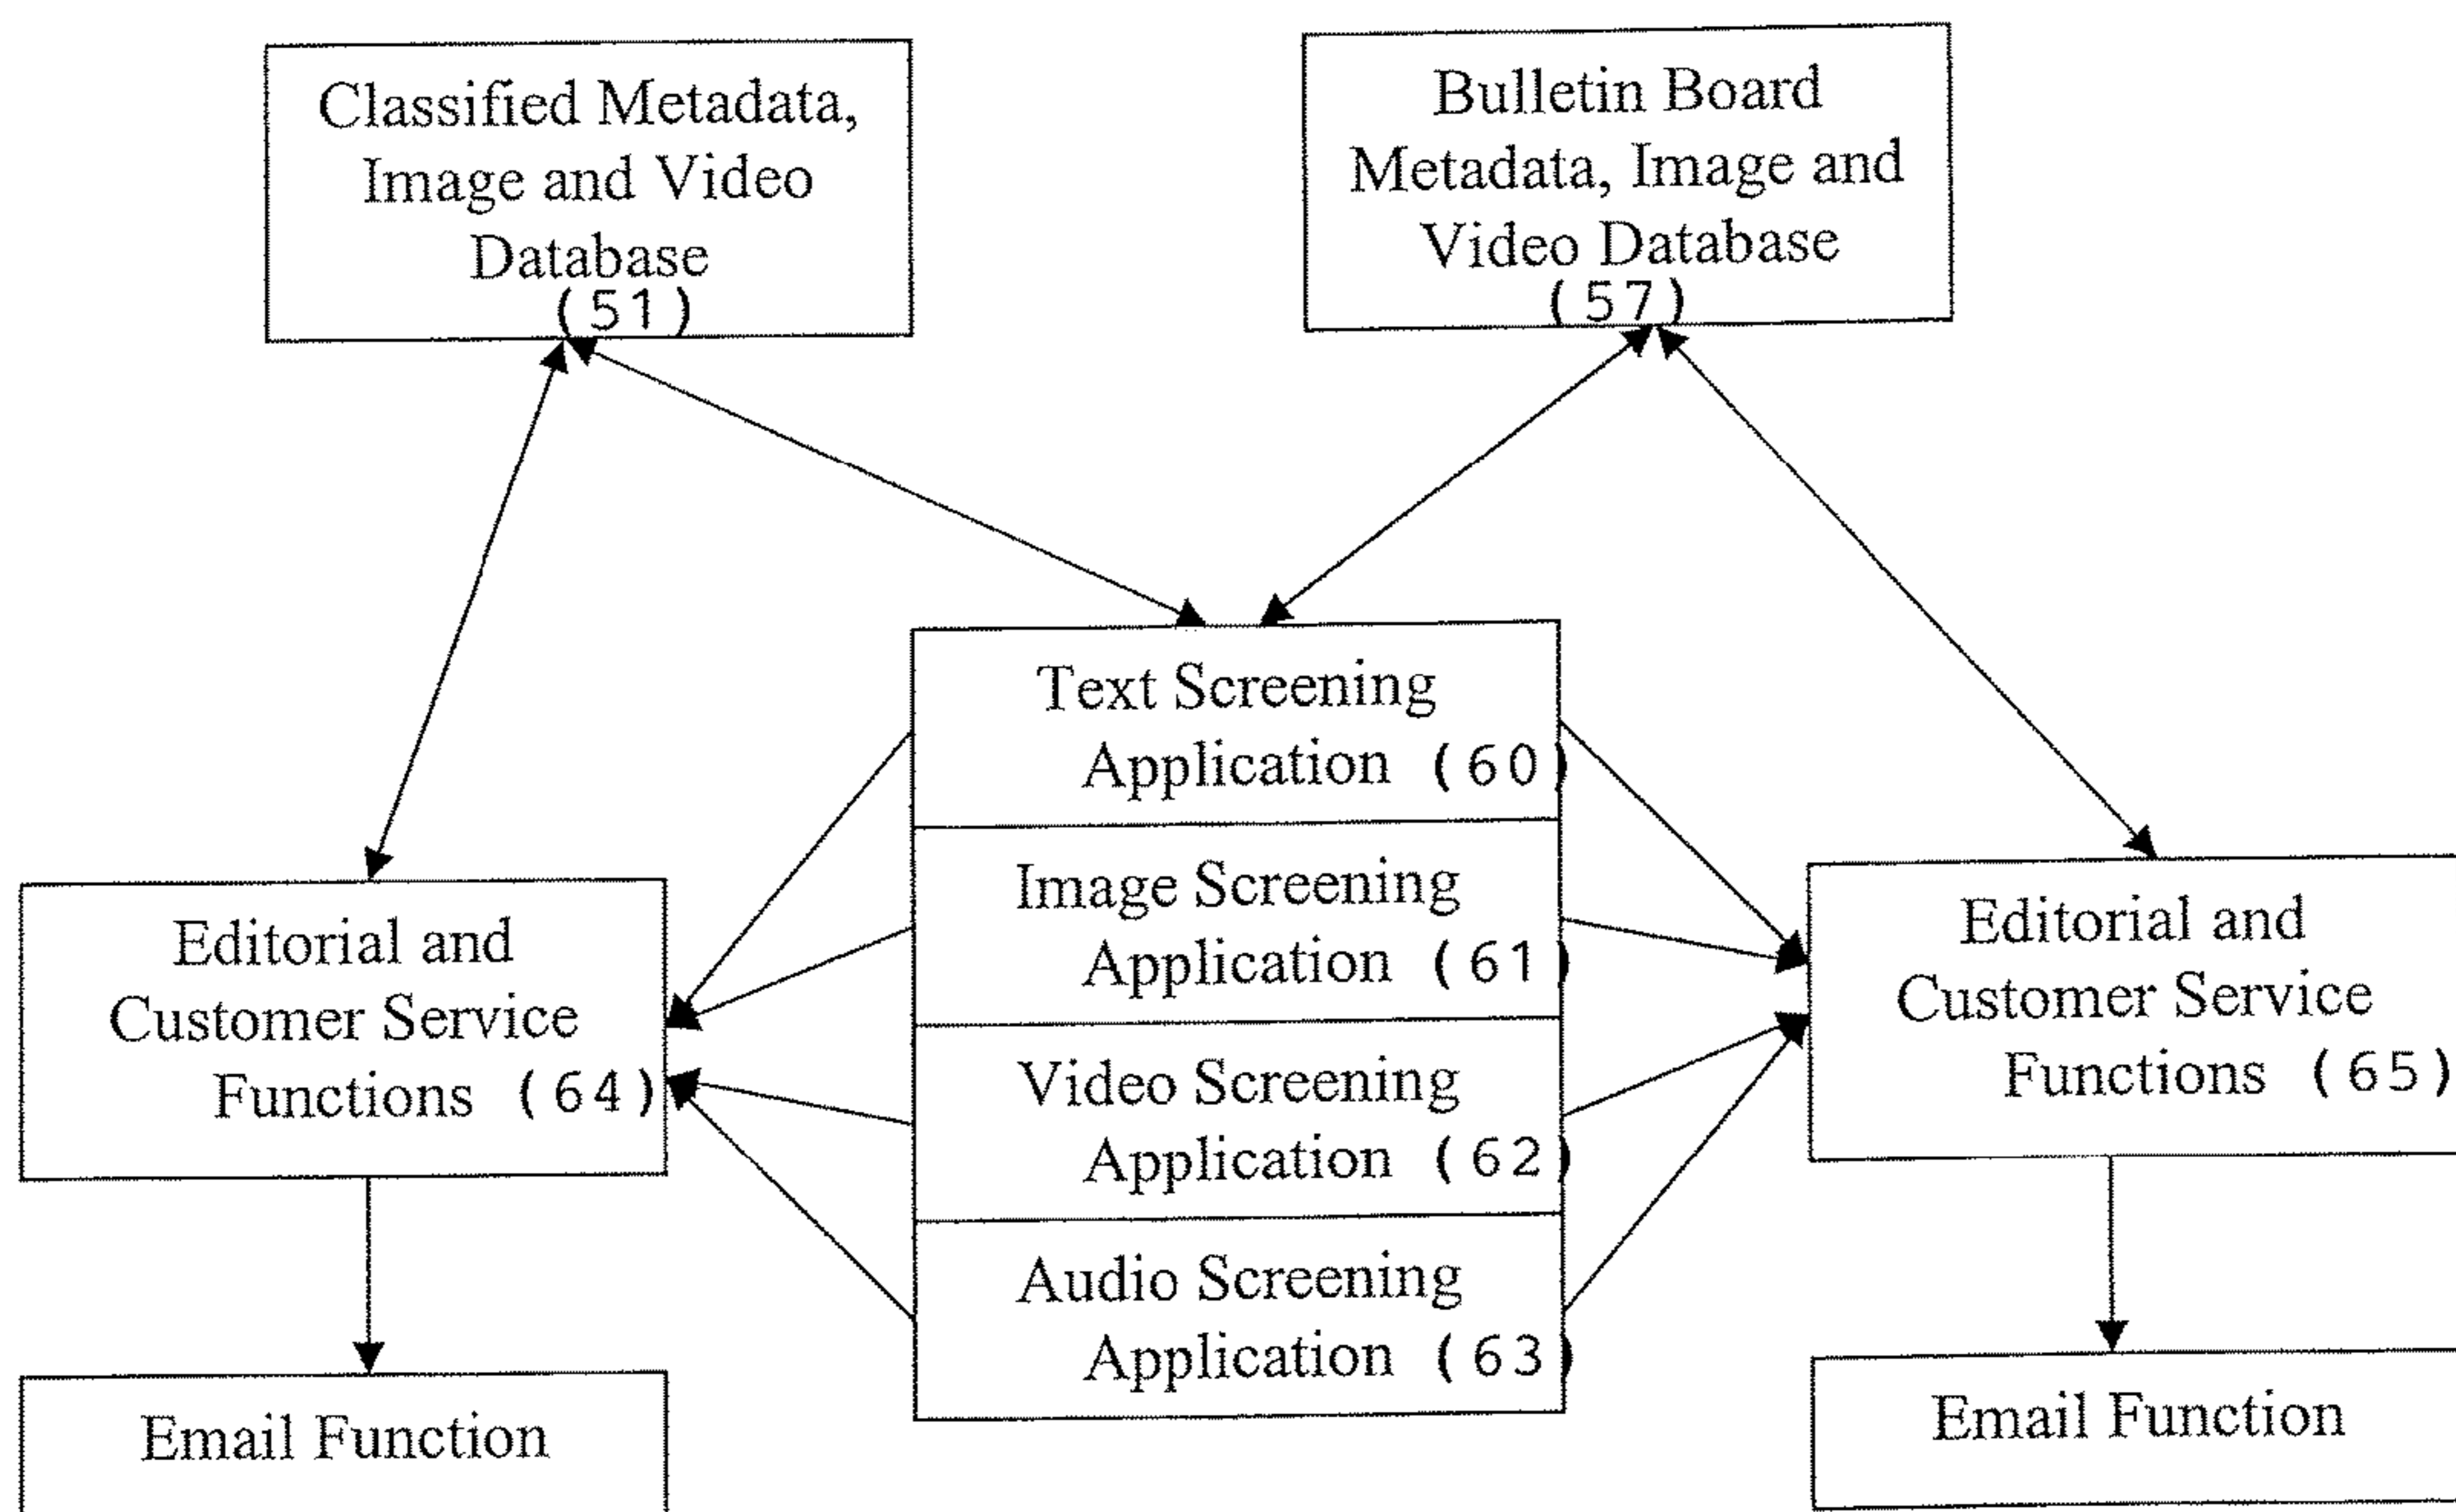 Classified Metadata,
Image and Video
Database
(51)
Bulletin Board
Metadata, Image and
Video Database
(57)
Text Screening
Application (60)
Image Screening
Application (61)
Video Screening
Application (62)
Audio Screening
Application (63)
Editorial and
Customer Service
Functions (64)
Editorial and
Customer Service
Functions (65)
Email Function
Email Function